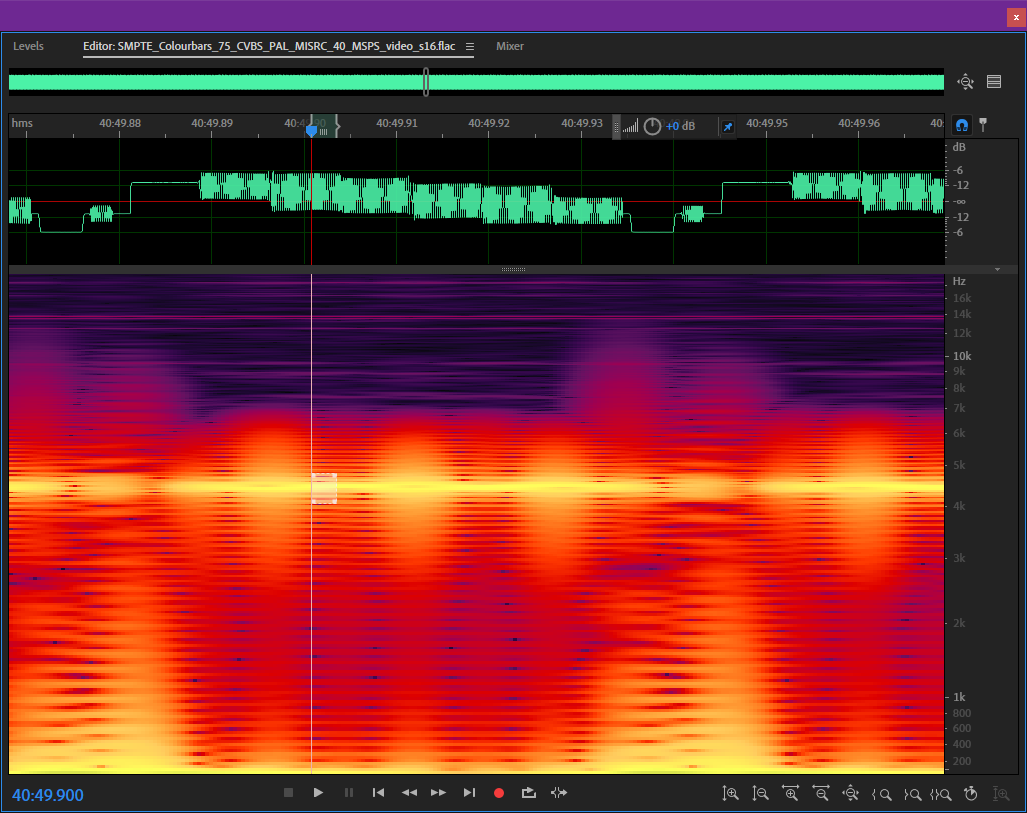 x
Levels Editor: SMPTE_Colourbars_75_CVBS_PAL_MISRC_40_MSPS_video_s16.flac Mixer
hms 40:49.88 40:49.89 40:49.91 40:49.92 40:49.93 +0 dB 40:49.95 40:49.96 40:
dB
-6
-12
-∞
-12
-6
Hz
16k
14k
12k
10k
9k
8k
7k
6k
5k
4k
3k
2k
1k
800
600
400
200
40:49.900